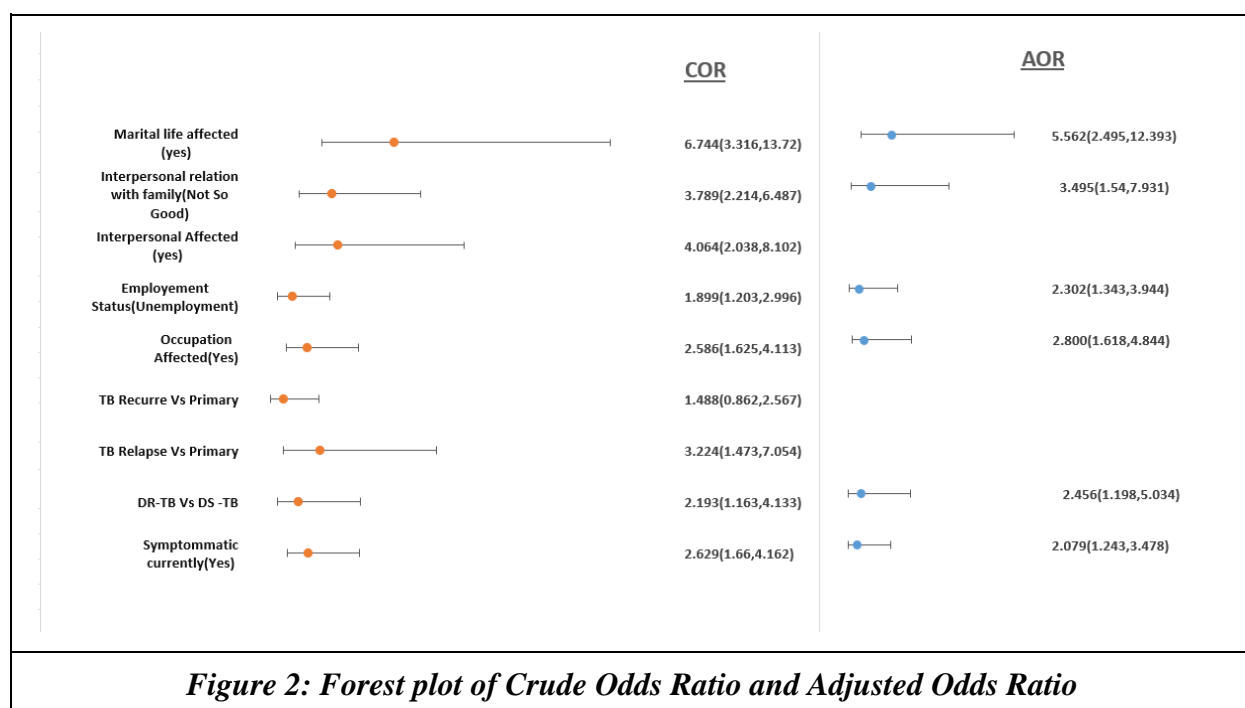 COR
AOR
Marital life affected
(yes)
6.744(3.316,13.72)
5.562(2.495,12.393)
Interpersonal relation
with family(Not So
Good)
3.789(2.214,6.487)
3.495(1.54,7.931)
Interpersonal Affected
(yes)
4.064(2.038,8.102)
Employement
Status(Unemployment)
1.899(1.203,2.996)
2.302(1.343,3.944)
Occupation
Affected(Yes)
2.586(1.625,4.113)
2.800(1.618,4.844)
TB Recurre Vs Primary
1.488(0.862,2.567)
TB Relapse Vs Primary
3.224(1.473,7.054)
DR-TB Vs DS -TB
2.193(1.163,4.133)
2.456(1.198,5.034)
Symptommatic
currently(Yes)
2.629(1.66,4.162)
2.079(1.243,3.478)
Figure 2: Forest plot of Crude Odds Ratio and Adjusted Odds Ratio